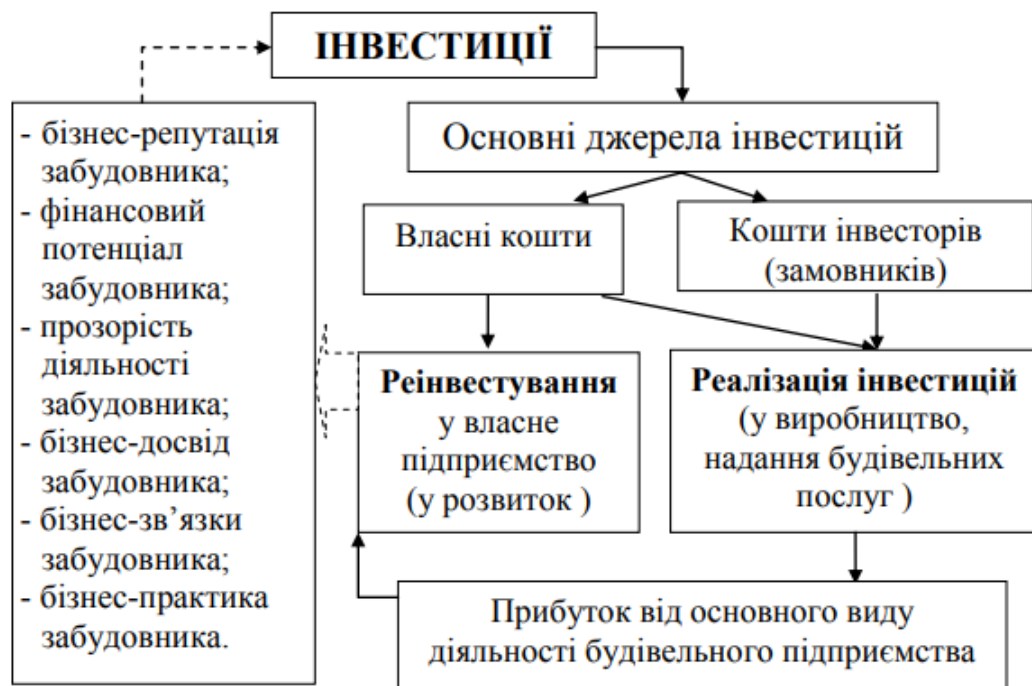 ІНВЕСТИЦІЇ
- бізнес-репутація
забудовника;
- фінансовий
потенціал
забудовника;
- прозорість
діяльності
забудовника;
- бізнес-досвід
забудовника;
- бізнес-зв’язки
забудовника;
- бізнес-практика
забудовника.
Основні джерела інвестицій
Власні кошти
Кошти інвесторів
(замовників)
Реінвестування
у власне
підприємство
(у розвиток )
Реалізація інвестицій
(у виробництво,
надання будівельних
послуг )
Прибуток від основного виду
діяльності будівельного підприємства